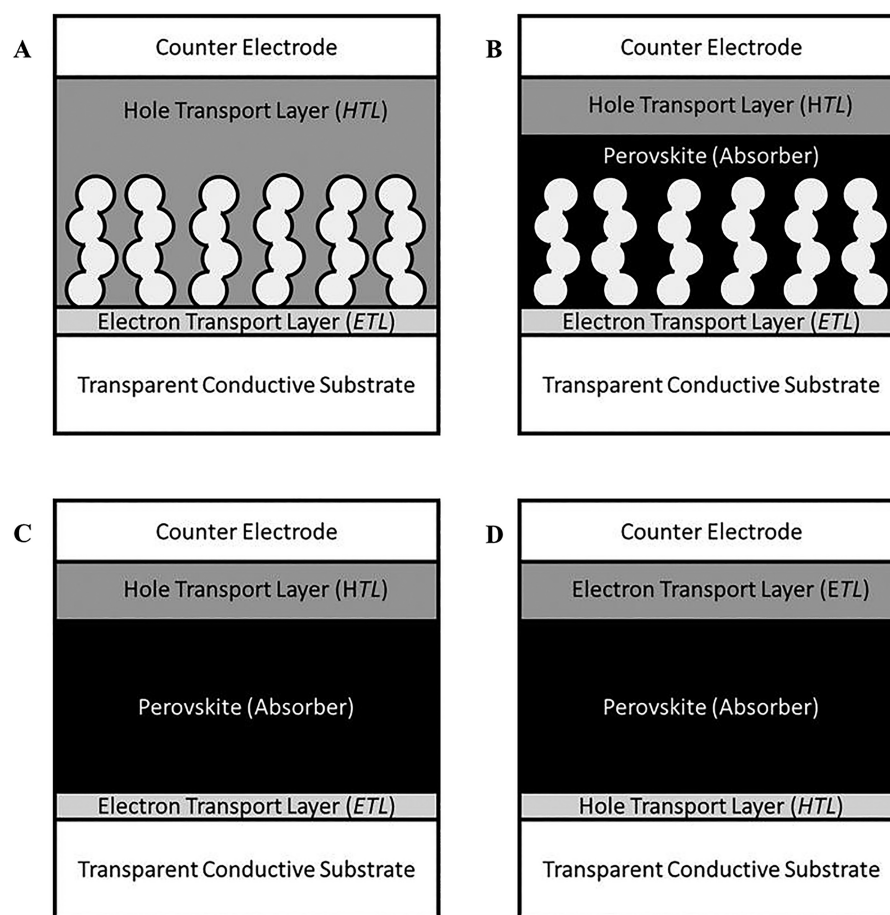 A
Counter Electrode
Hole Transport Layer (HTL)
Electron Transport Layer (ETL)
Transparent Conductive Substrate
B
Counter Electrode
Hole Transport Layer (HTL)
Perovskite (Absorber)
Electron Transport Layer (ETL)
Transparent Conductive Substrate
C
Counter Electrode
Hole Transport Layer (HTL)
Perovskite (Absorber)
Electron Transport Layer (ETL)
Transparent Conductive Substrate
D
Counter Electrode
Electron Transport Layer (ETL)
Perovskite (Absorber)
Hole Transport Layer (HTL)
Transparent Conductive Substrate